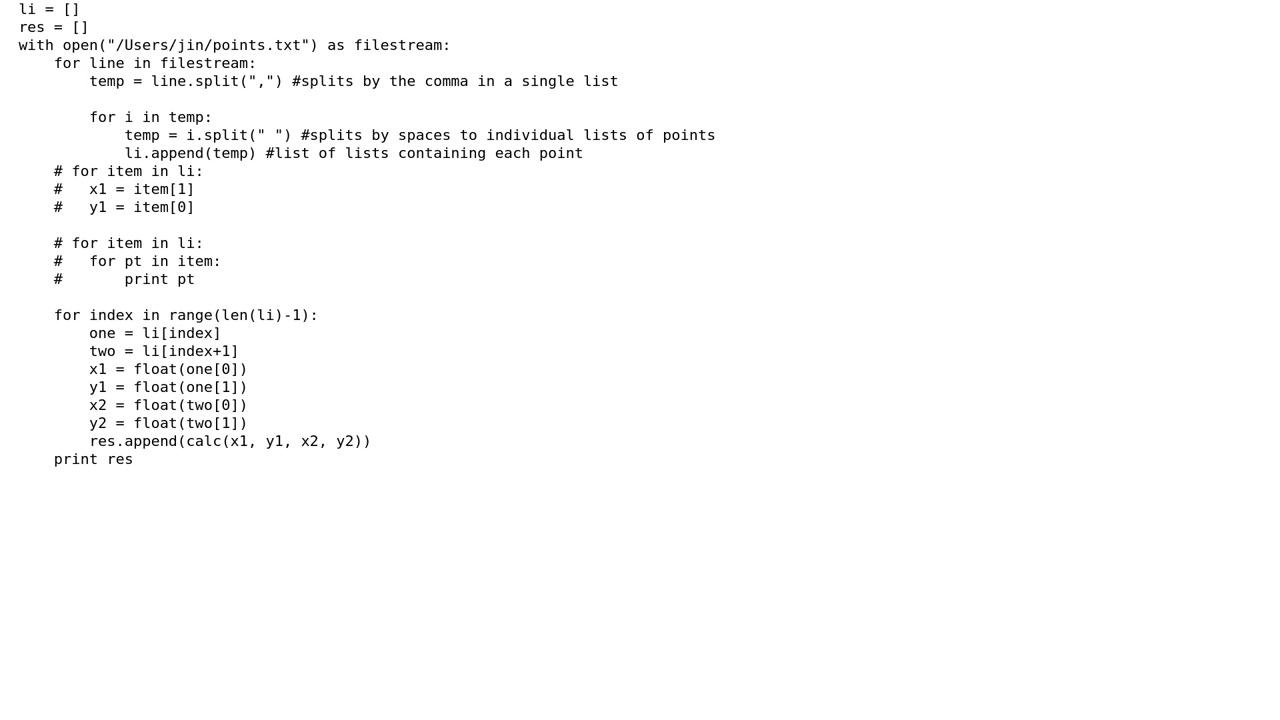 li = []
res = []
with open("/Users/jin/points.txt") as filestream:
    for line in filestream:
        temp = line.split(",") #splits by the comma in a single list

        for i in temp:
            temp = i.split(" ") #splits by spaces to individual lists of points
            li.append(temp) #list of lists containing each point
    # for item in li:
    #   x1 = item[1]
    #   y1 = item[0]

    # for item in li:
    #   for pt in item:
    #       print pt

    for index in range(len(li)-1):
        one = li[index]
        two = li[index+1]
        x1 = float(one[0])
        y1 = float(one[1])
        x2 = float(two[0])
        y2 = float(two[1])
        res.append(calc(x1, y1, x2, y2))
    print res